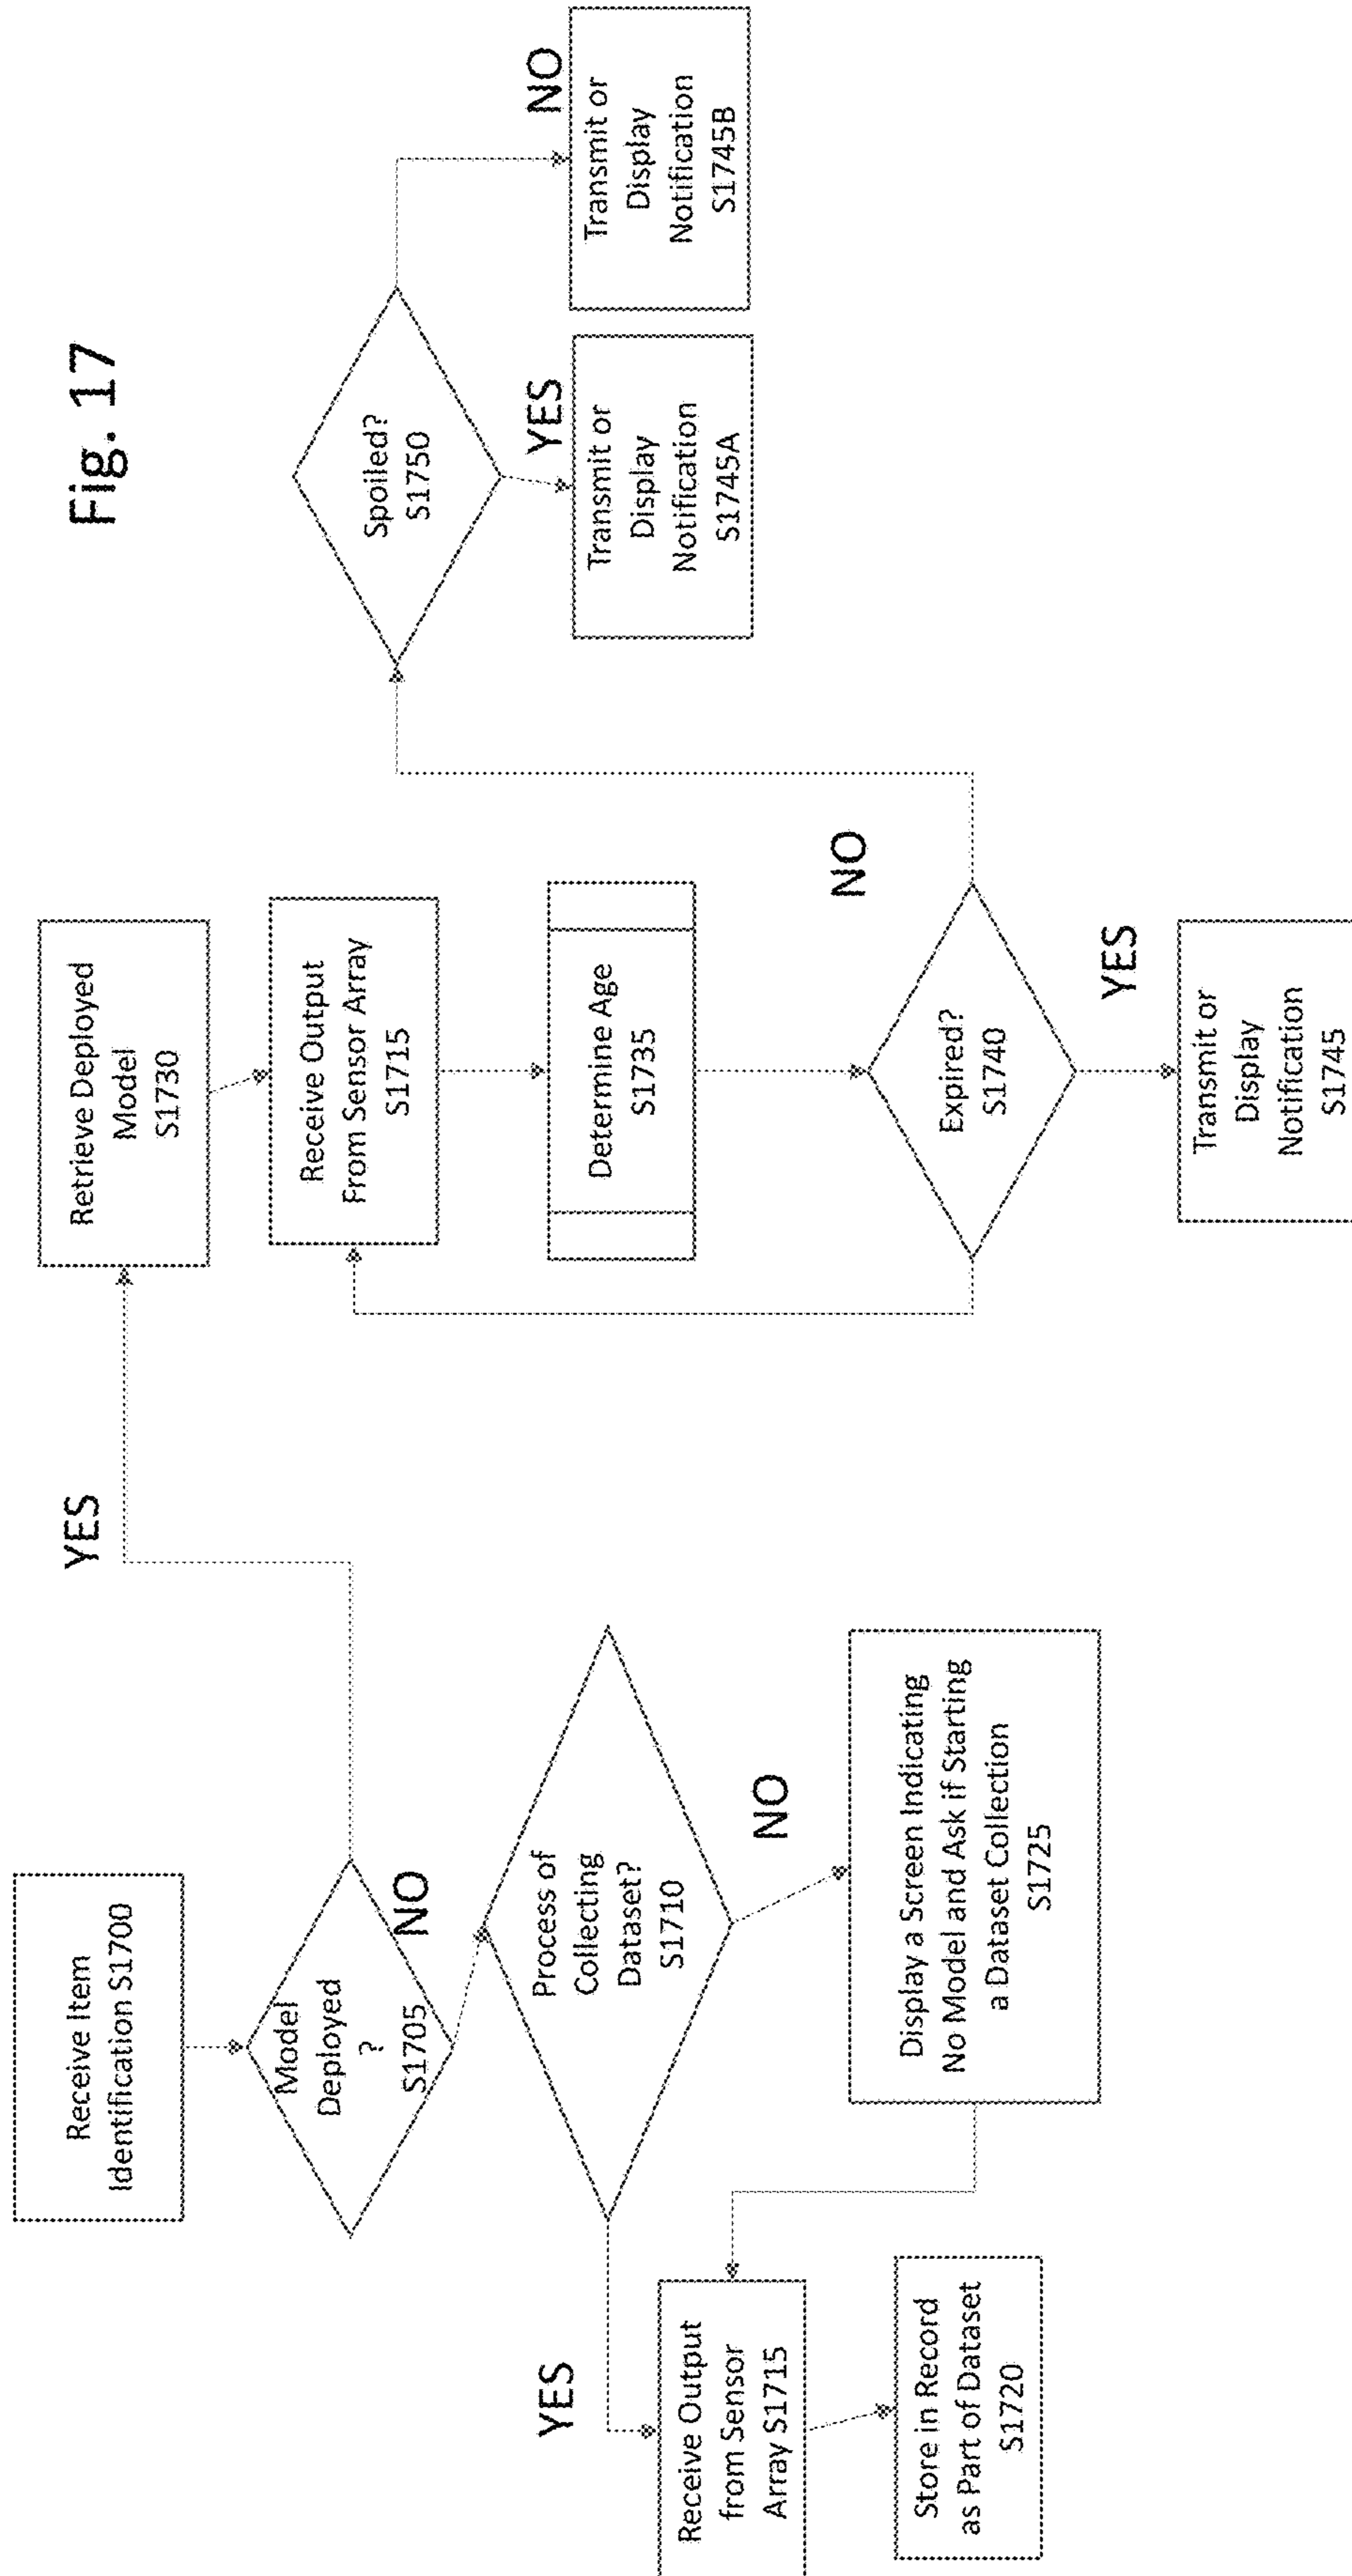 Fig. 17
Receive Item
Identification S1700
Model
Deployed
?
S1705
YES
NO
Process of
Collecting
Dataset?
S1710
YES
NO
Receive Output
from Sensor
Array S1715
Store in Record
as Part of Dataset
S1720
Display a Screen Indicating
No Model and Ask if Starting
a Dataset Collection
S1725
Retrieve Deployed
Model
S1730
Receive Output
From Sensor Array
S1715
Determine Age
S1735
Expired?
S1740
NO
YES
Transmit or
Display
Notification
S1745
Spoiled?
S1750
YES
NO
Transmit or
Display
Notification
S1745A
Transmit or
Display
Notification
S1745B